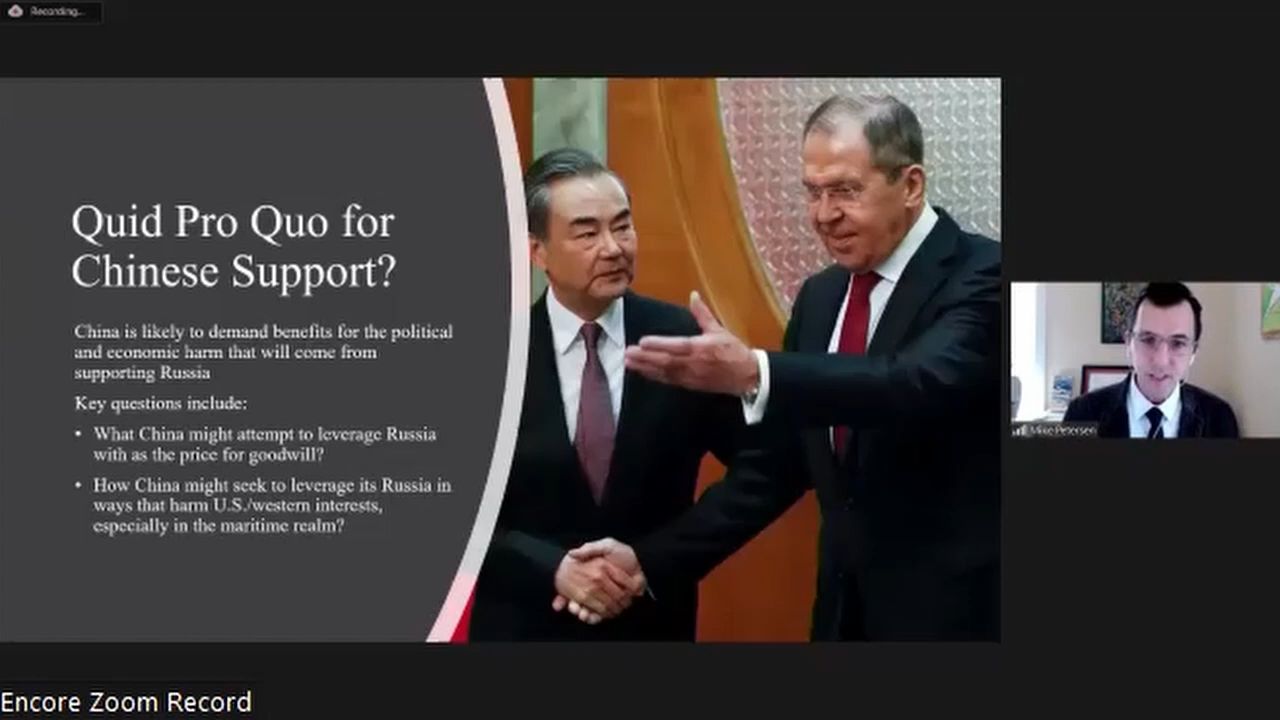 Recording...
Quid Pro Quo for
Chinese Support?
China is likely to demand benefits for the political
and economic harm that will come from
supporting Russia
Key questions include:
• What China might attempt to leverage Russia
with as the price for goodwill?
• How China might seek to leverage its Russia in
ways that harm U.S./western interests,
especially in the maritime realm?
Mike Petersen
Encore Zoom Record